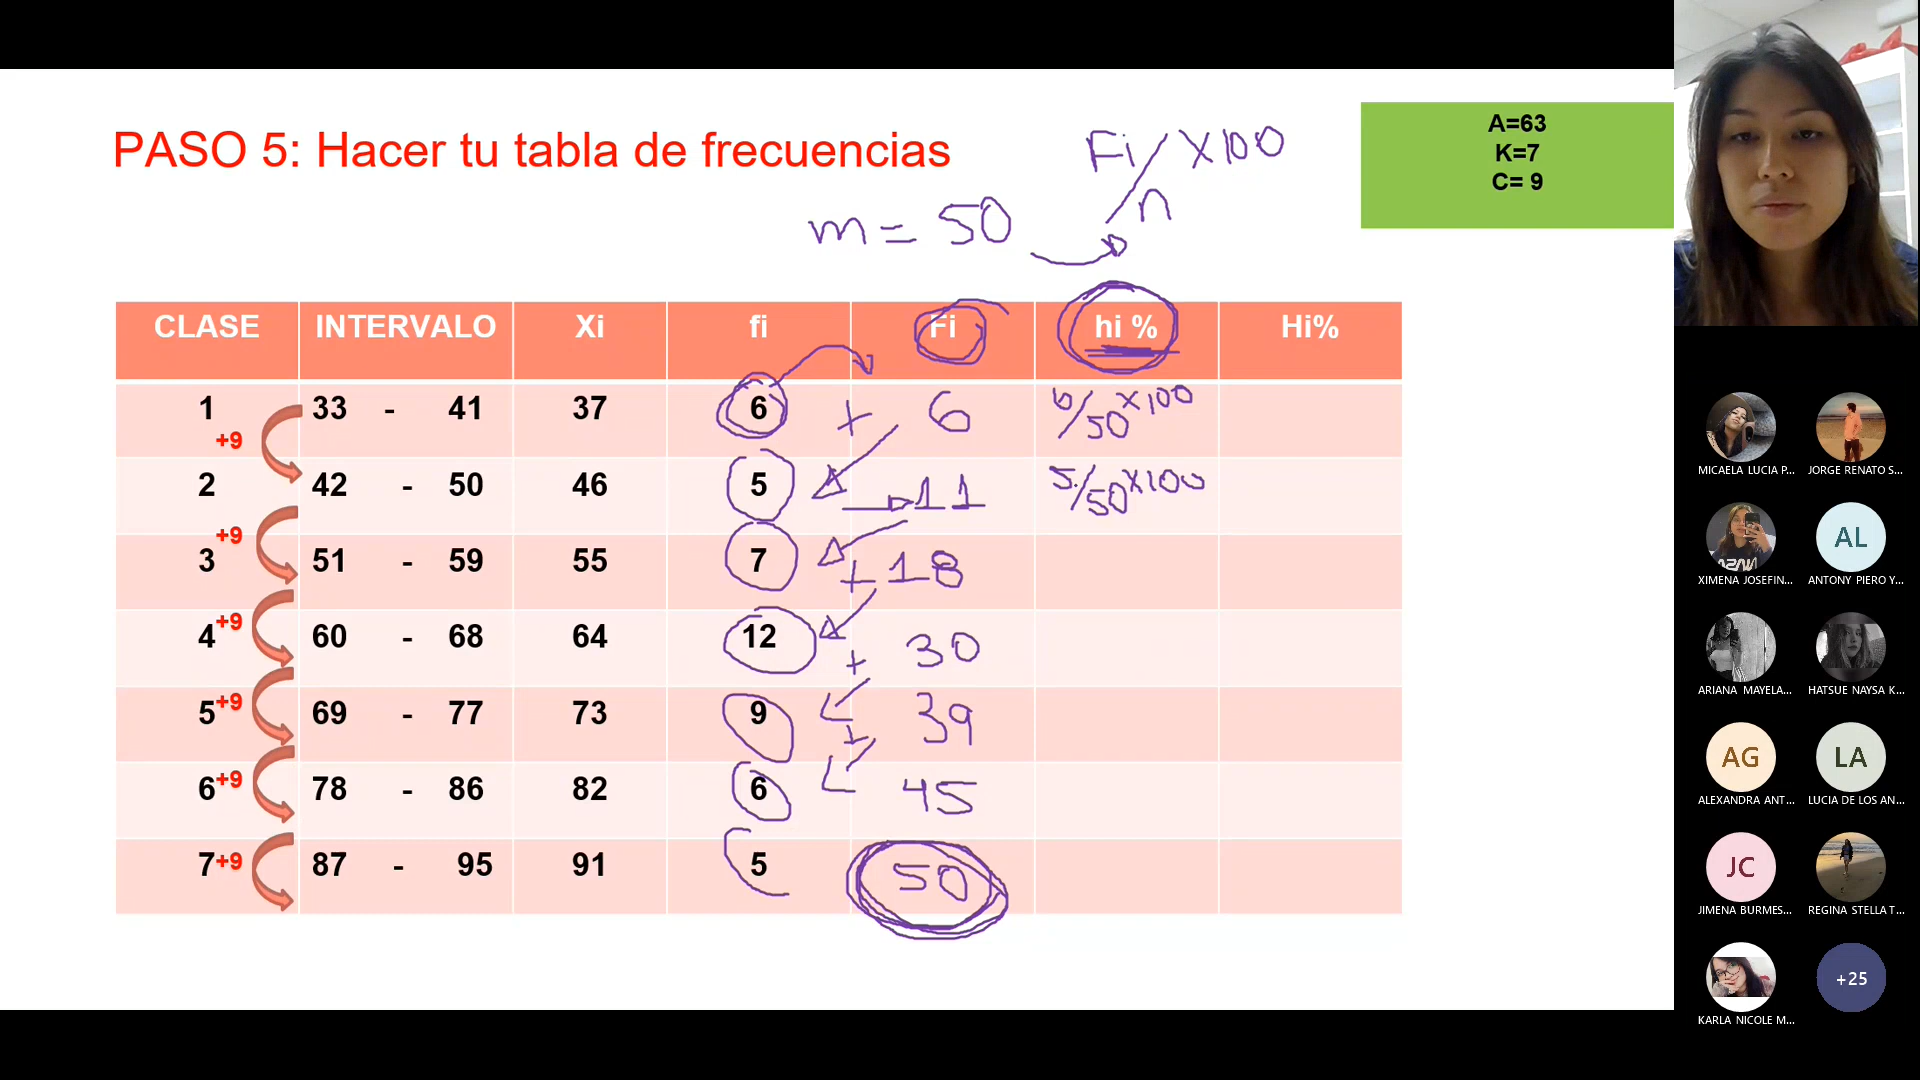 PASO 5: Hacer tu tabla de frecuencias
Fi/n X100
m = 50
A=63
K=7
C= 9
CLASE INTERVALO Xi fi Fi hi % Hi%
1 33 - 41 37 6 + 6 6/50 x100
+9
2 42 - 50 46 5 11 5/50 x100
+9
3 51 - 59 55 7 + 18
+9
4 60 - 68 64 12 + 30
5 +9 69 - 77 73 9 + 39
6 +9 78 - 86 82 6 45
7 +9 87 - 95 91 5 50
MICAELA LUCIA P... JORGE RENATO S...
AL
XIMENA JOSEFIN... ANTONY PIERO Y...
ARIANA MAYELA... HATSUE NAYSA K...
AG LA
ALEXANDRA ANT... LUCIA DE LOS AN...
JC
JIMENA BURMES... REGINA STELLA T...
+25
KARLA NICOLE M...